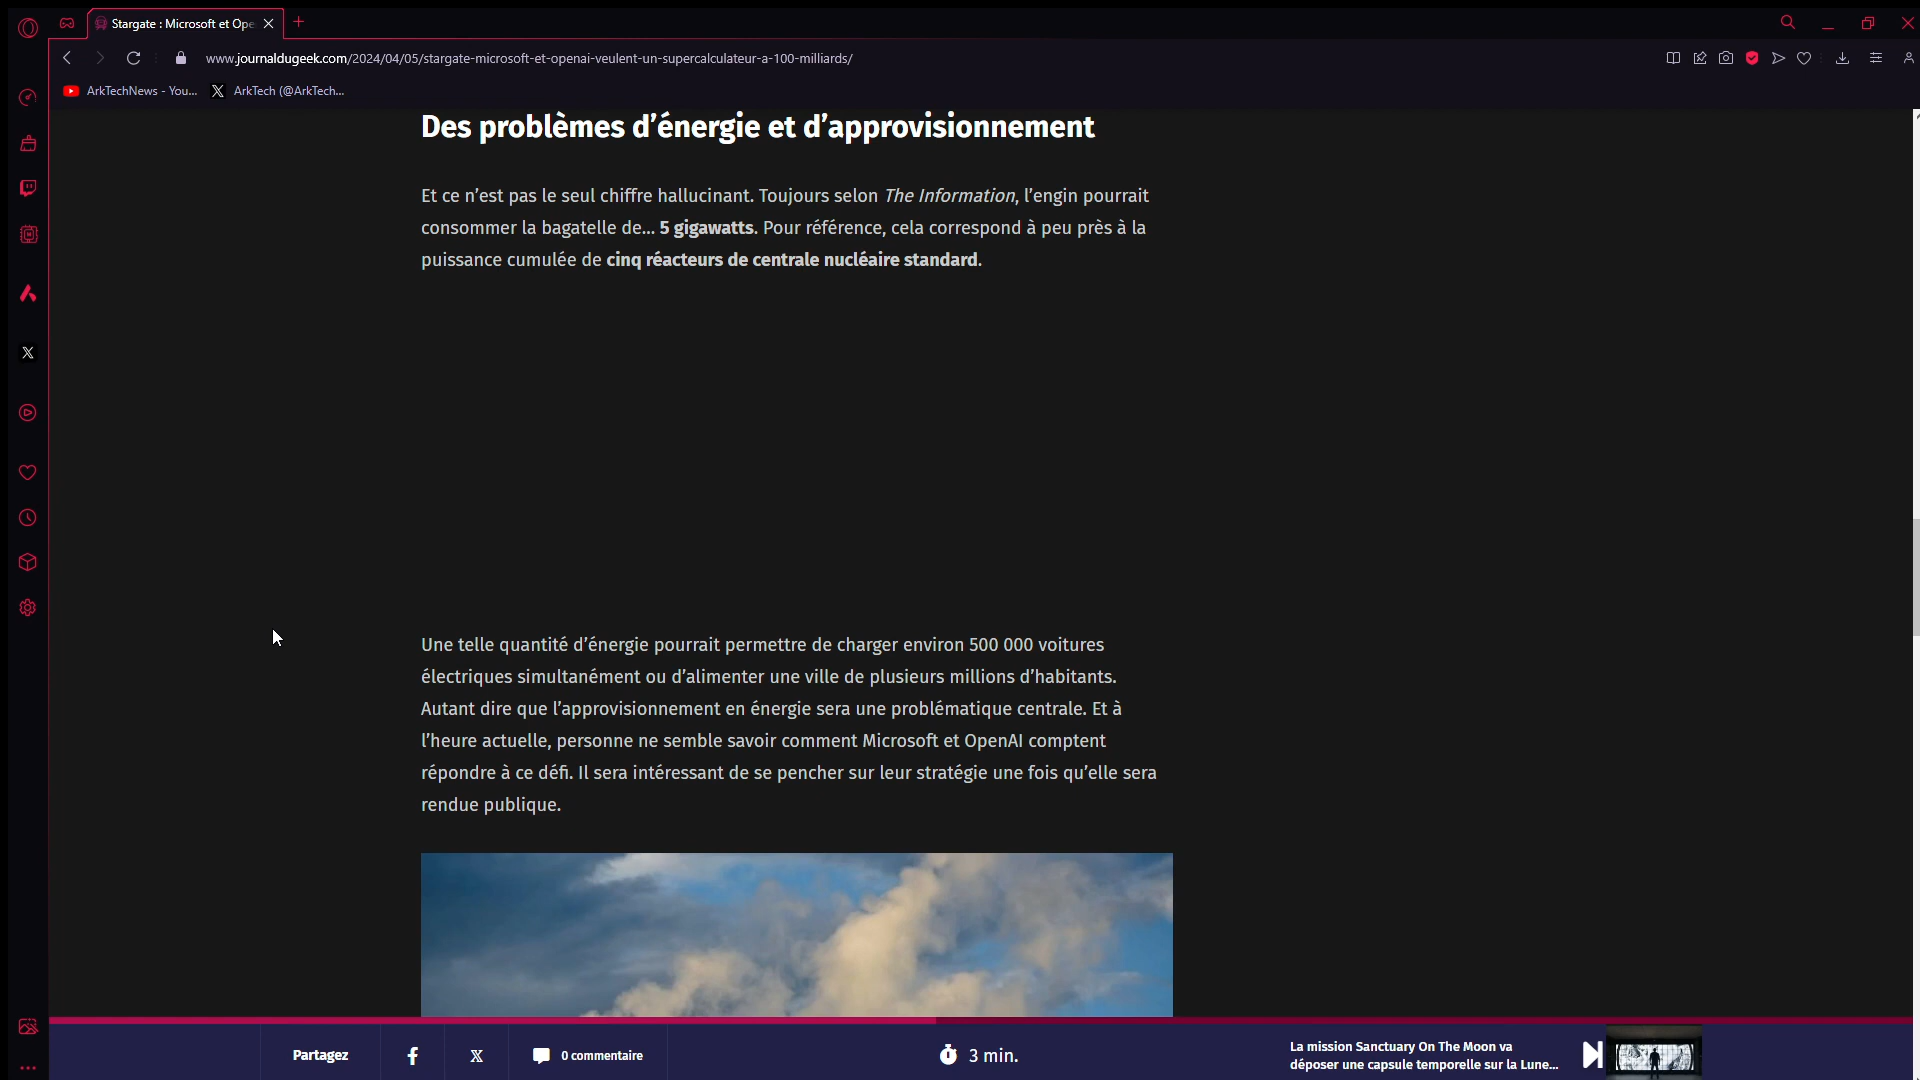 Stargate : Microsoft et Ope
www.journaldugeek.com/2024/04/05/stargate-microsoft-et-openai-veulent-un-supercalculateur-a-100-milliards/
ArkTechNews - You...
ArkTech (@ArkTech...
Des problèmes d’énergie et d’approvisionnement
Et ce n’est pas le seul chiffre hallucinant. Toujours selon The Information, l’engin pourrait
consommer la bagatelle de… 5 gigawatts. Pour référence, cela correspond à peu près à la
puissance cumulée de cinq réacteurs de centrale nucléaire standard.
Une telle quantité d’énergie pourrait permettre de charger environ 500 000 voitures
électriques simultanément ou d’alimenter une ville de plusieurs millions d’habitants.
Autant dire que l’approvisionnement en énergie sera une problématique centrale. Et à
l’heure actuelle, personne ne semble savoir comment Microsoft et OpenAI comptent
répondre à ce défi. Il sera intéressant de se pencher sur leur stratégie une fois qu’elle sera
rendue publique.
Partagez
0 commentaire
3 min.
La mission Sanctuary On The Moon va
déposer une capsule temporelle sur la Lune...